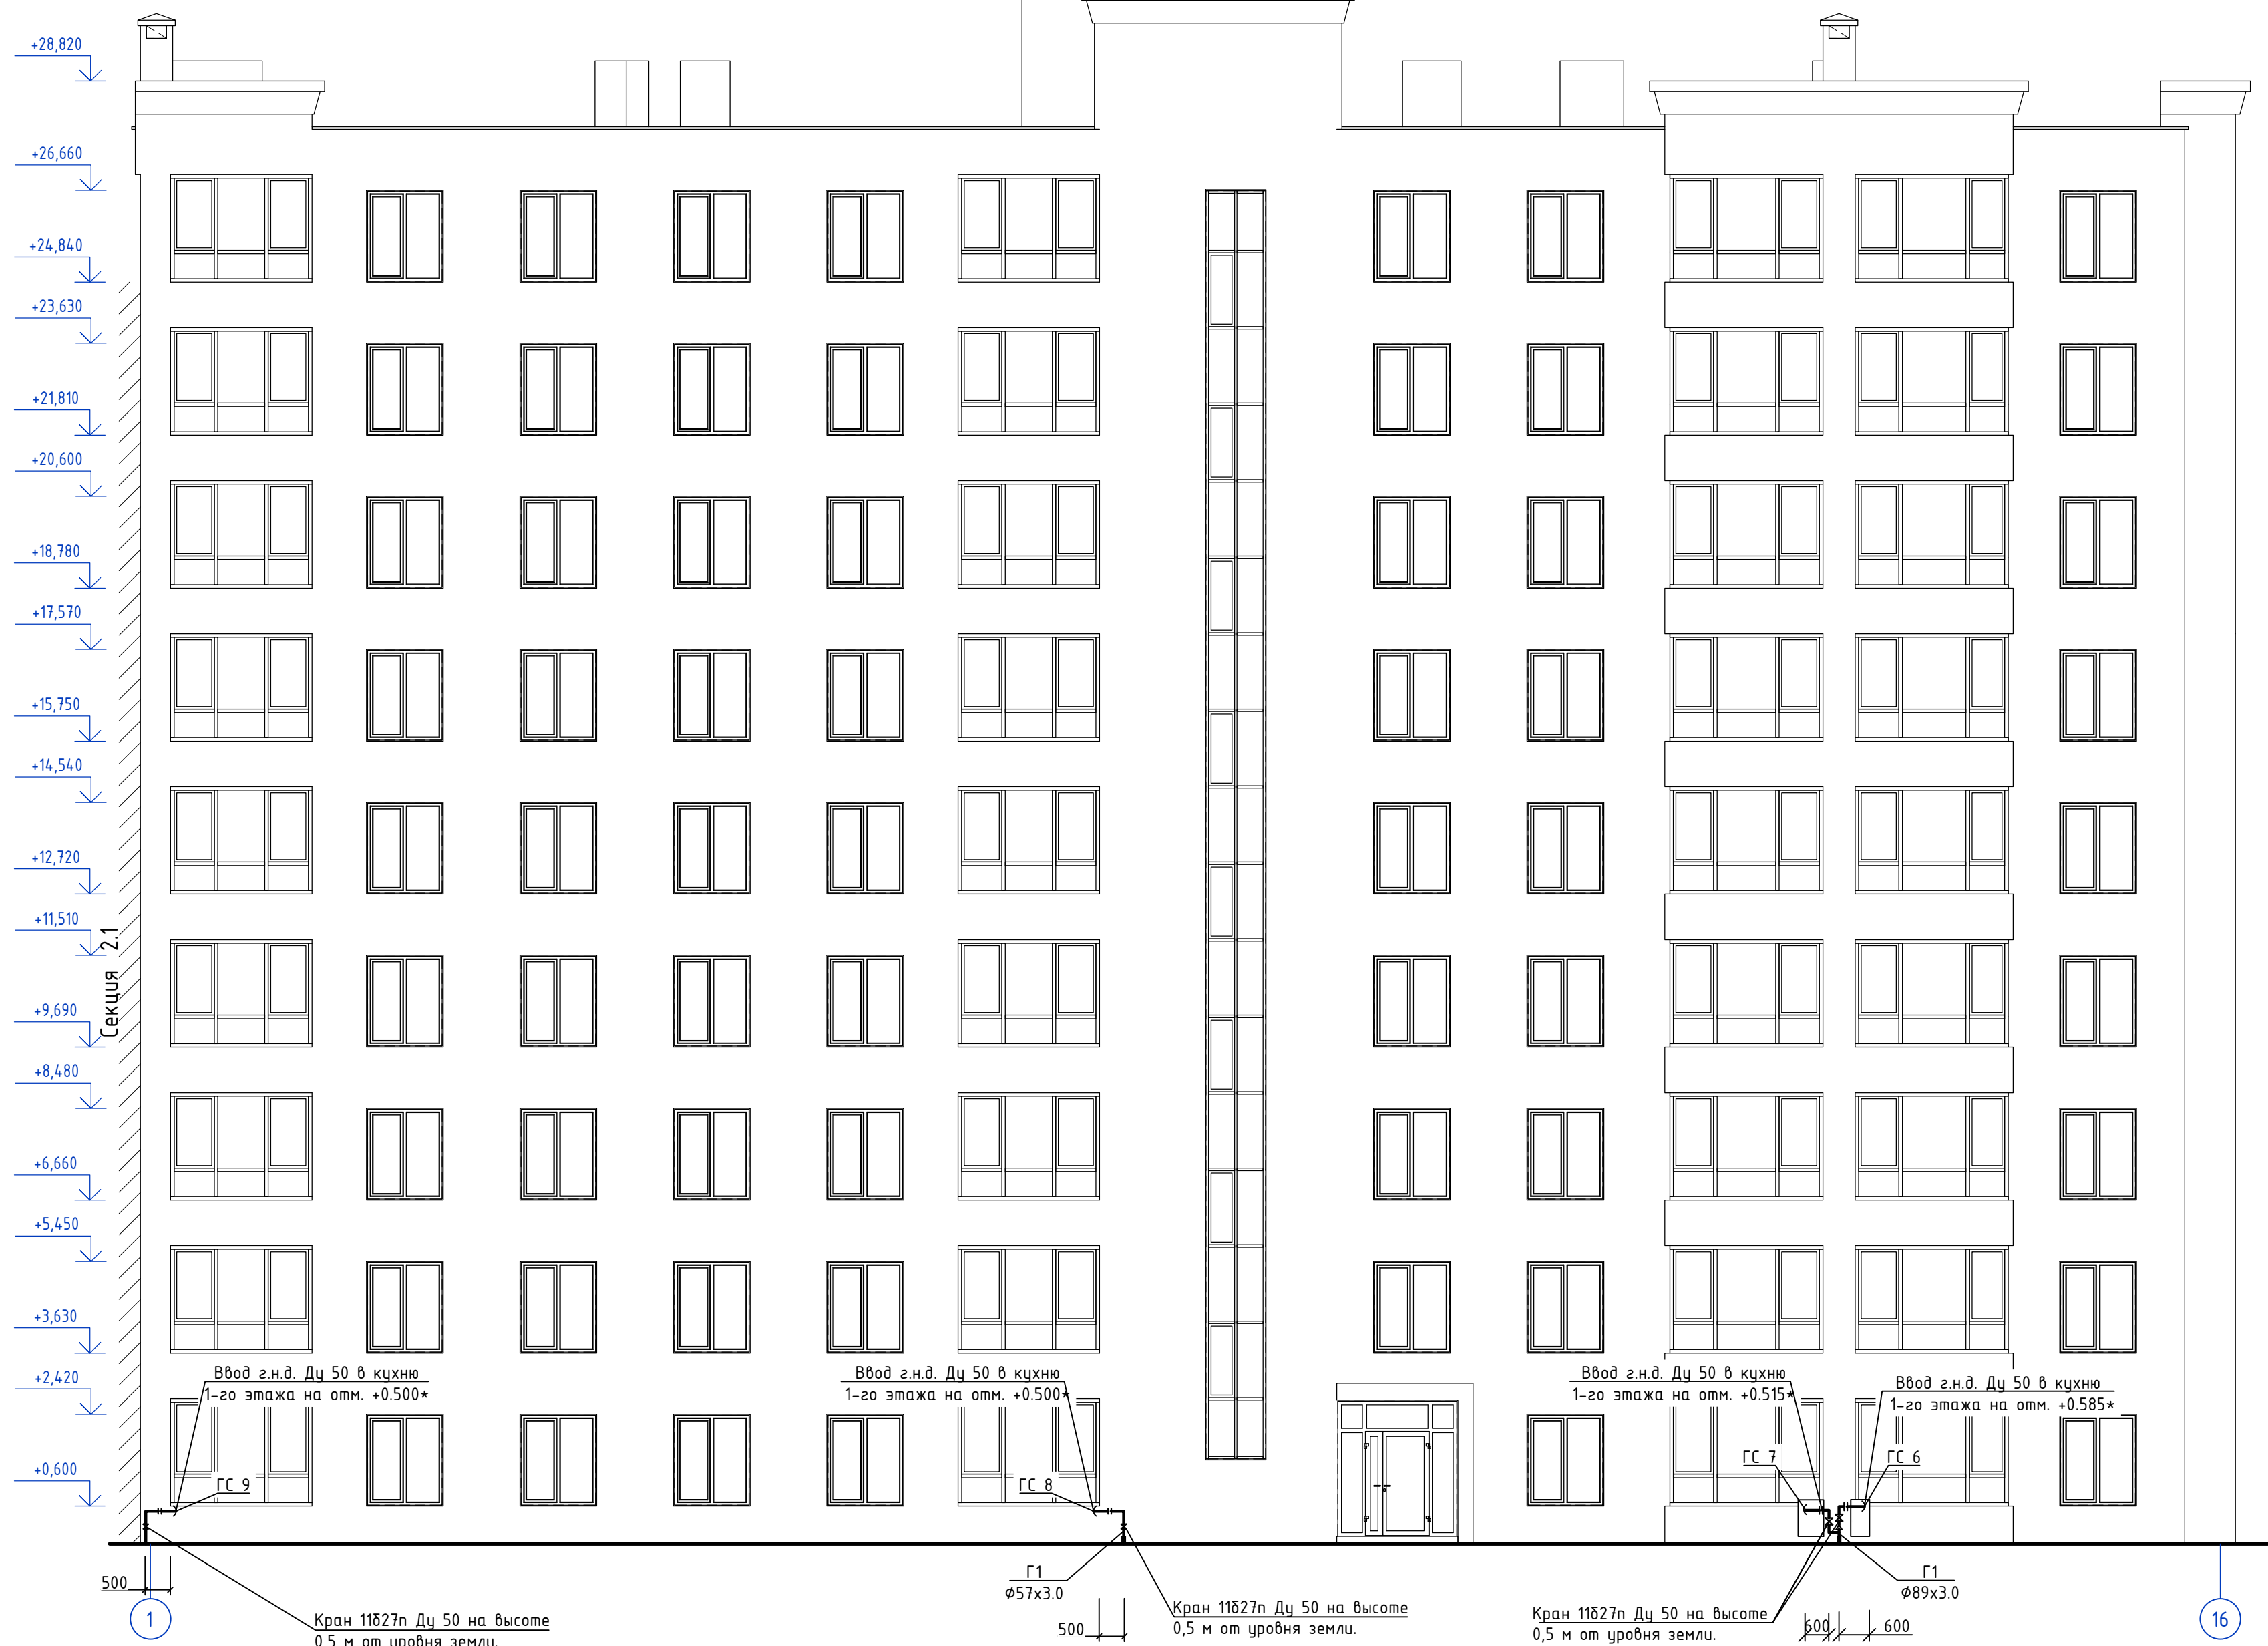 +28,820
+26,660
+24,840
+23,630
+21,810
+20,600
+18,780
+17,570
+15,750
+14,540
+12,720
+11,510
Секция 2.1
+9,690
+8,480
+6,660
+5,450
+3,630
+2,420
+0,600
Ввод г.н.д. Ду 50 в кухню
1-го этажа на отм. +0.500*
ГС 9
Ввод г.н.д. Ду 50 в кухню
1-го этажа на отм. +0.500*
ГС 8
Ввод г.н.д. Ду 50 в кухню
1-го этажа на отм. +0.515*
ГС 7
Ввод г.н.д. Ду 50 в кухню
1-го этажа на отм. +0.585*
ГС 6
500
1
Кран 11б27п Ду 50 на высоте
0,5 м от уровня земли.
Г1
Ø57х3.0
500
Кран 11б27п Ду 50 на высоте
0,5 м от уровня земли.
Кран 11б27п Ду 50 на высоте
0,5 м от уровня земли.
600
600
Г1
Ø89х3.0
16